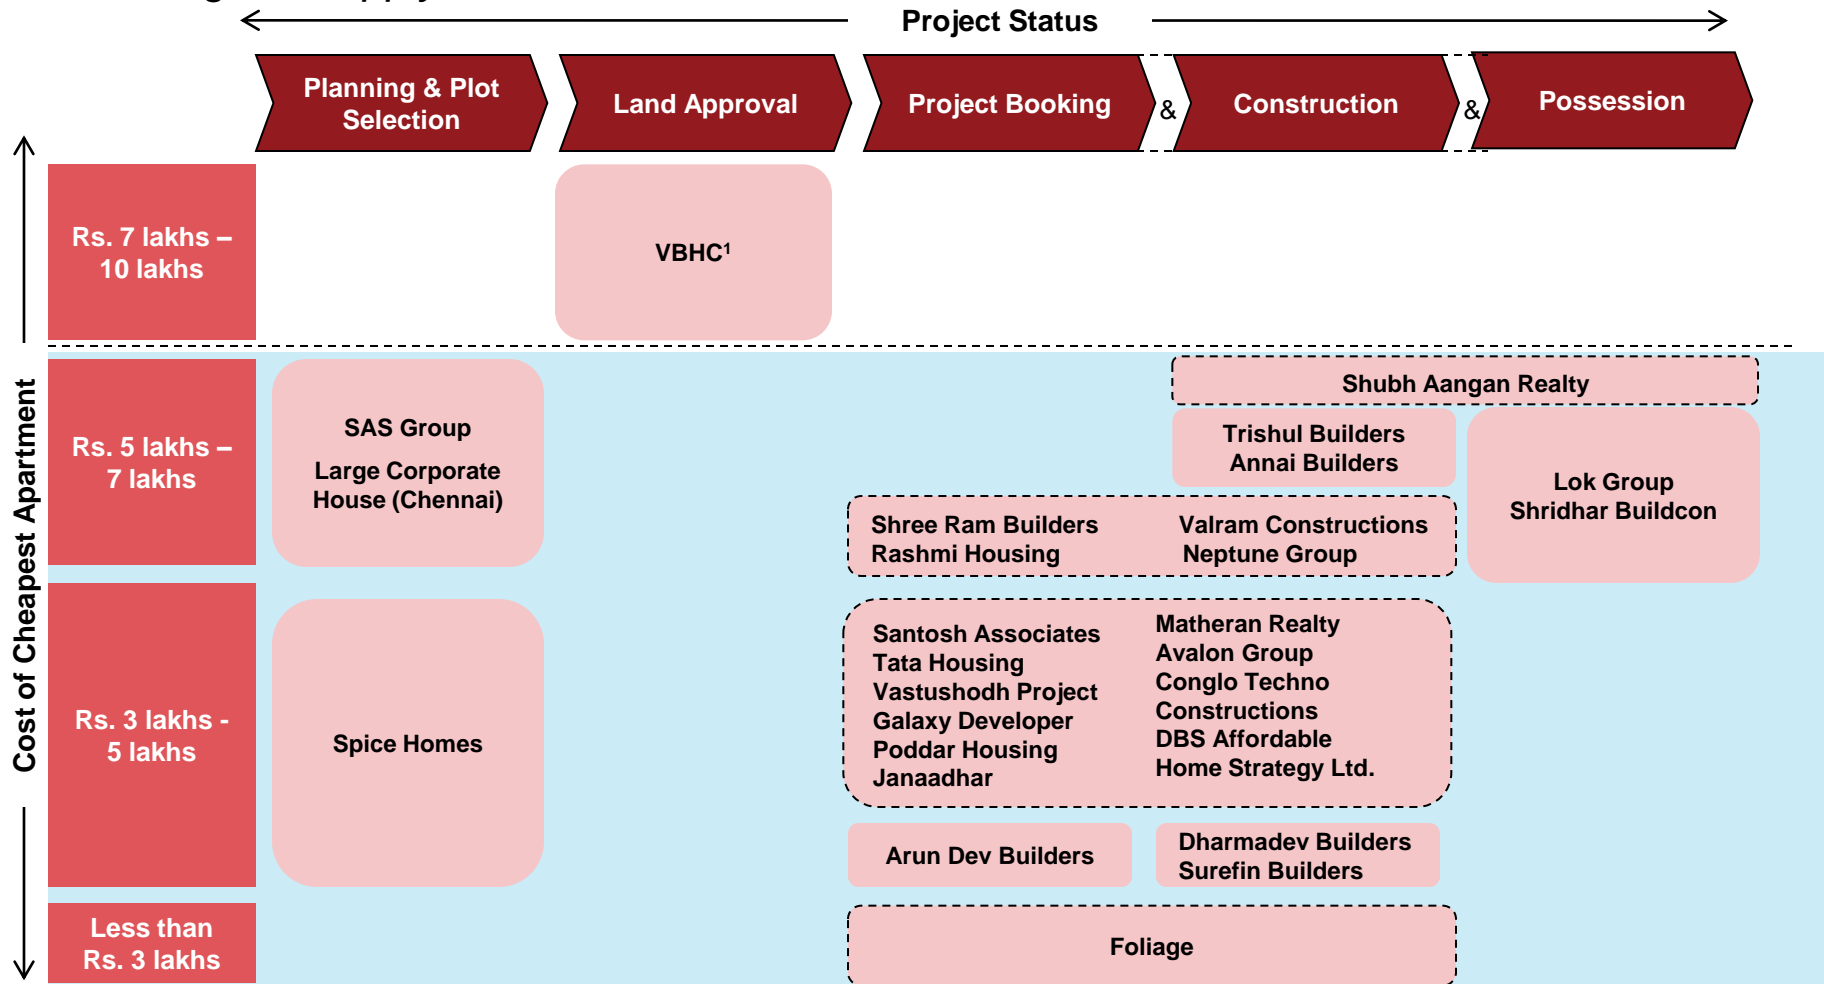 Project Status
Planning & Plot
Selection
Land Approval
Project Booking
&
Construction
&
Possession
Cost of Cheapest Apartment
Rs. 7 lakhs –
10 lakhs
VBHC¹
Rs. 5 lakhs –
7 lakhs
SAS Group
Large Corporate
House (Chennai)
Shubh Aangan Realty
Trishul Builders
Annai Builders
Lok Group
Shridhar Buildcon
Shree Ram Builders
Rashmi Housing
Valram Constructions
Neptune Group
Rs. 3 lakhs -
5 lakhs
Spice Homes
Santosh Associates
Tata Housing
Vastushodh Project
Galaxy Developer
Poddar Housing
Janaadhar
Matheran Realty
Avalon Group
Conglo Techno
Constructions
DBS Affordable
Home Strategy Ltd.
Arun Dev Builders
Dharmadev Builders
Surefin Builders
Less than
Rs. 3 lakhs
Foliage